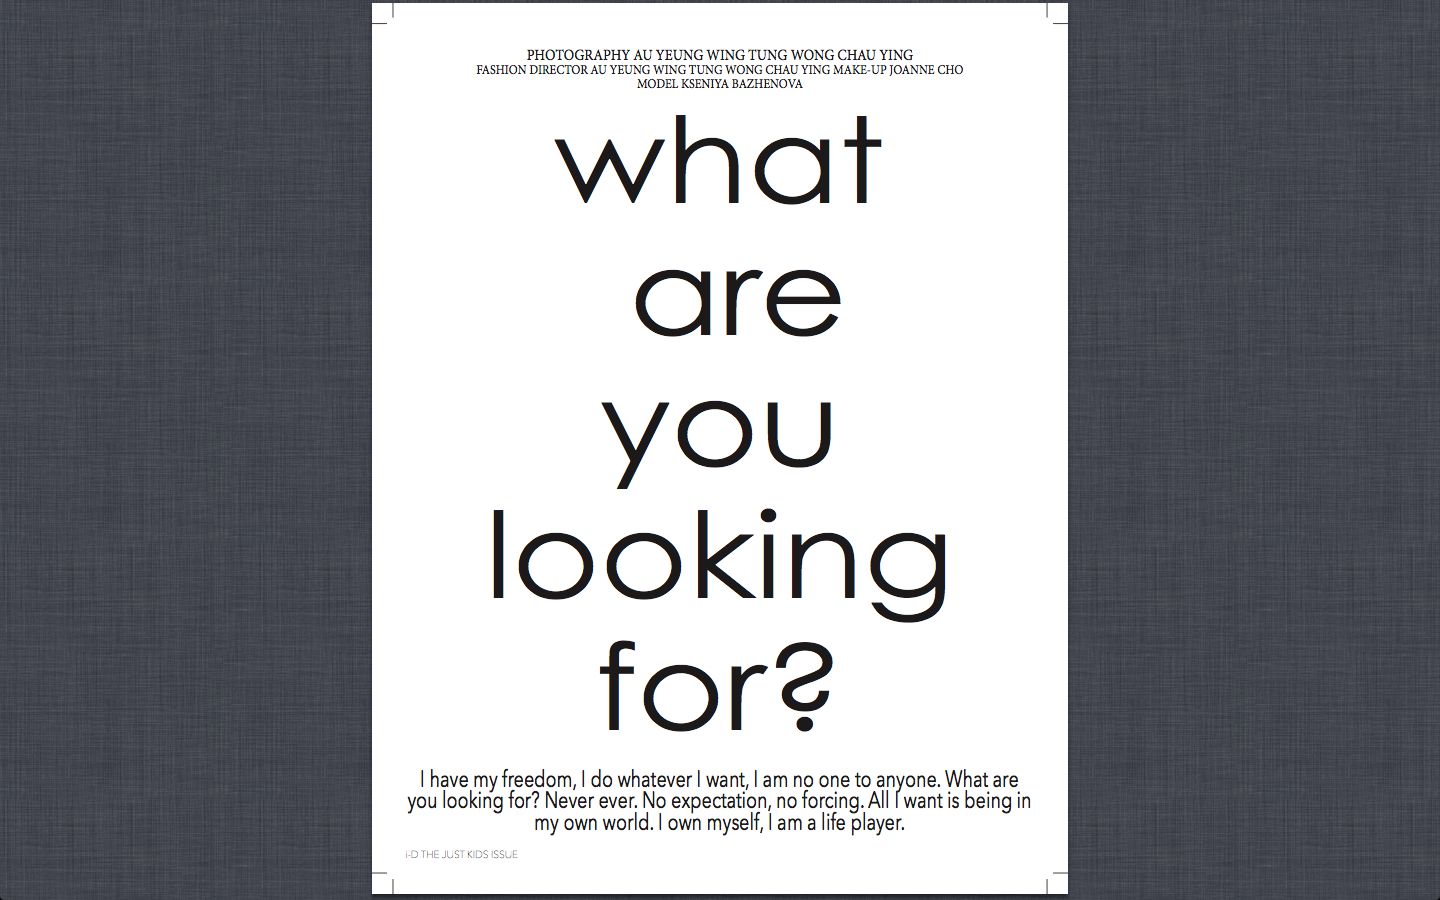 PHOTOGRAPHY AU YEUNG WING TUNG WONG CHAU YING
FASHION DIRECTOR AU YEUNG WING TUNG WONG CHAU YING MAKE-UP JOANNE CHO
MODEL KSENIYA BAZHENOVA
what
are
you
looking
for?
I have my freedom, I do whatever I want, I am no one to anyone. What are
you looking for? Never ever. No expectation, no forcing. All I want is being in
my own world. I own myself, I am a life player.
i-D THE JUST KIDS ISSUE